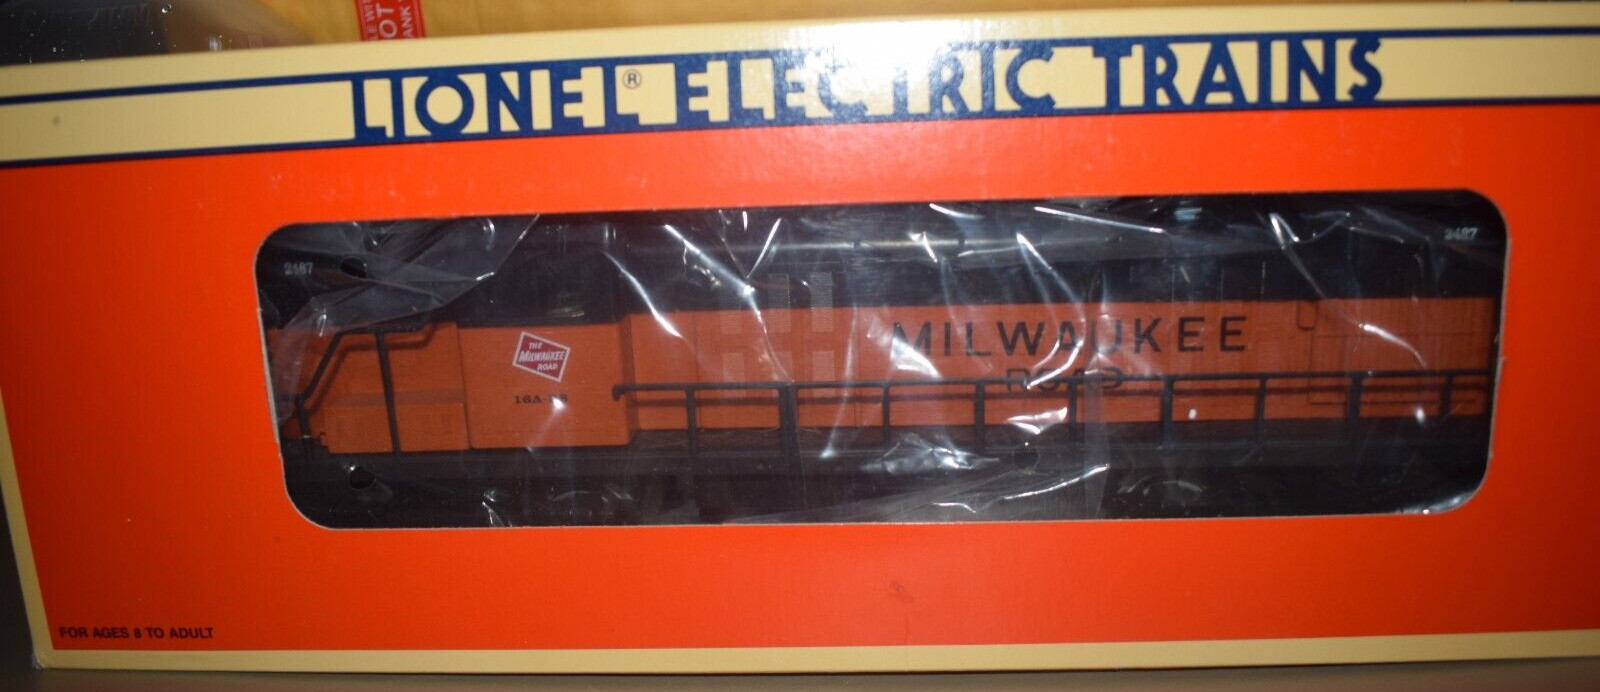 LIONEL® ELECTRIC TRAINS
2487
2487
MILWAUKEE
ROAD
THE
MILWAUKEE
ROAD
FOR AGES 8 TO ADULT